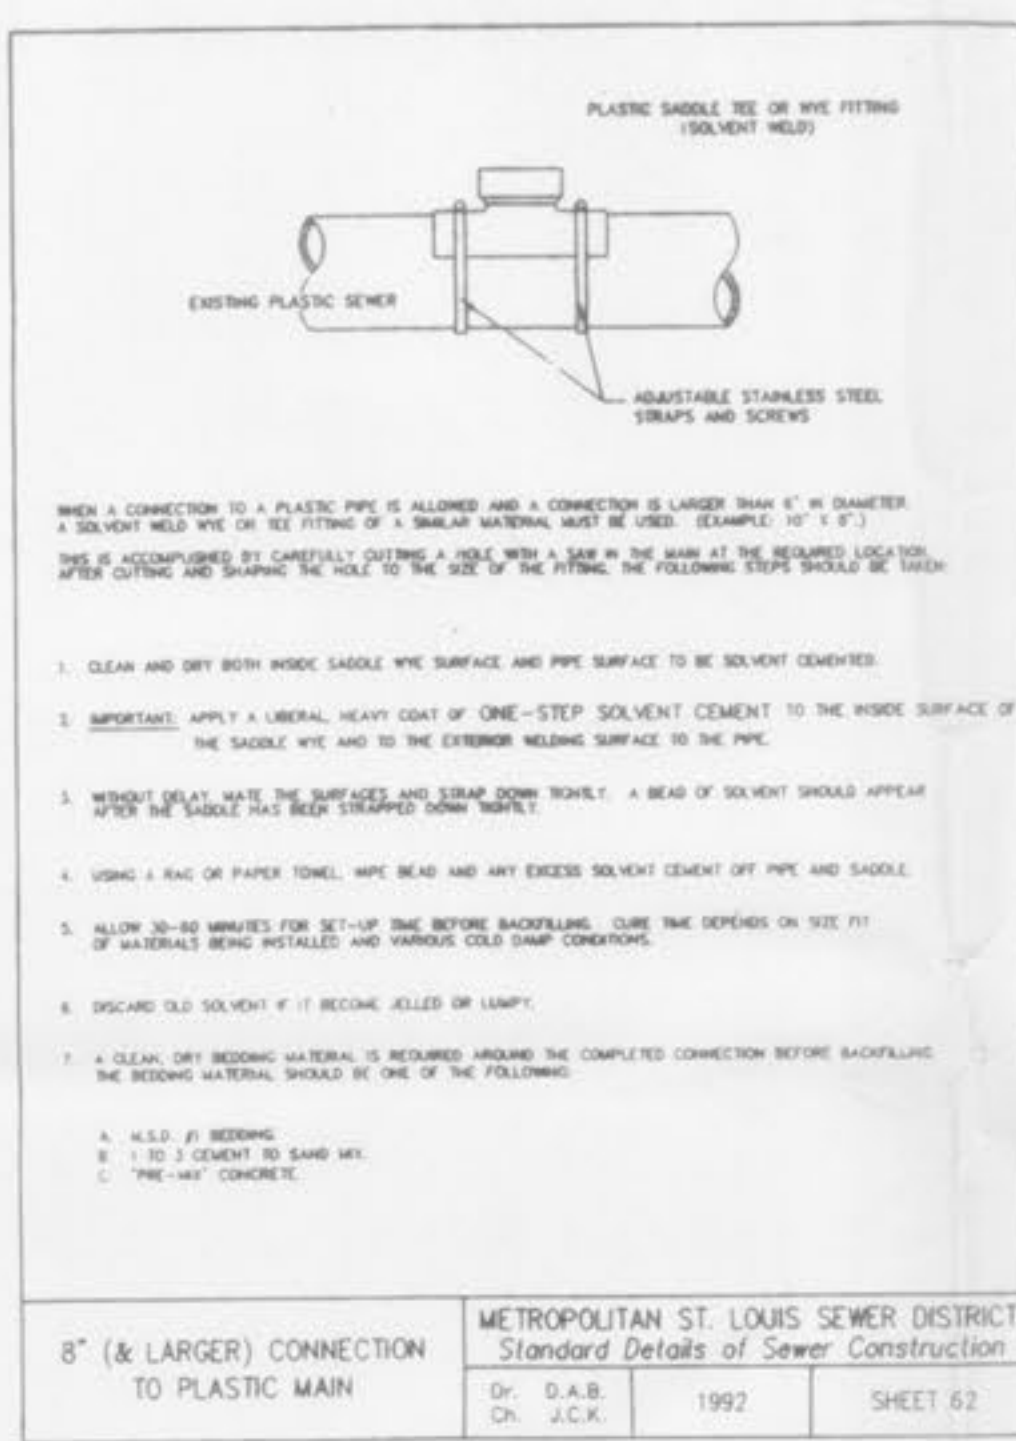 PLASTIC SADDLE TEE OR WYE FITTING
(SOLVENT WELD)
EXISTING PLASTIC SEWER
ADJUSTABLE STAINLESS STEEL
STRAPS AND SCREWS
WHEN A CONNECTION TO A PLASTIC PIPE IS ALLOWED AND A CONNECTION IS LARGER THAN 6" IN DIAMETER
A SOLVENT WELD WYE OR TEE FITTING OF A SIMILAR MATERIAL MUST BE USED. (EXAMPLE: 10" X 8".)
THIS IS ACCOMPLISHED BY CAREFULLY CUTTING A HOLE WITH A SAW IN THE MAIN AT THE REQUIRED LOCATION.
AFTER CUTTING AND SHAPING THE HOLE TO THE SIZE OF THE FITTING, THE FOLLOWING STEPS SHOULD BE TAKEN:
1. CLEAN AND DRY BOTH INSIDE SADDLE WYE SURFACE AND PIPE SURFACE TO BE SOLVENT CEMENTED.
2. IMPORTANT: APPLY A LIBERAL, HEAVY COAT OF ONE-STEP SOLVENT CEMENT TO THE INSIDE SURFACE OF
THE SADDLE WYE AND TO THE EXTERIOR WELDING SURFACE TO THE PIPE.
3. WITHOUT DELAY, MATE THE SURFACES AND STRAP DOWN TIGHTLY. A BEAD OF SOLVENT SHOULD APPEAR
AFTER THE SADDLE HAS BEEN STRAPPED DOWN TIGHTLY.
4. USING A RAG OR PAPER TOWEL, WIPE BEAD AND ANY EXCESS SOLVENT CEMENT OFF PIPE AND SADDLE.
5. ALLOW 30-60 MINUTES FOR SET-UP TIME BEFORE BACKFILLING. CURE TIME DEPENDS ON SIZE FIT
OF MATERIALS BEING INSTALLED AND VARIOUS COLD DAMP CONDITIONS.
6. DISCARD OLD SOLVENT IF IT BECOME JELLED OR LUMPY.
7. A CLEAN, DRY BEDDING MATERIAL IS REQUIRED AROUND THE COMPLETED CONNECTION BEFORE BACKFILLING
THE BEDDING MATERIAL SHOULD BE ONE OF THE FOLLOWING:
A. M.S.D. #1 BEDDING.
B. 1 TO 3 CEMENT TO SAND MIX.
C. "PRE-MIX" CONCRETE.
8" (& LARGER) CONNECTION
TO PLASTIC MAIN
METROPOLITAN ST. LOUIS SEWER DISTRICT
Standard Details of Sewer Construction
Dr. D.A.B.
Ch. J.C.K.
1992
SHEET 62